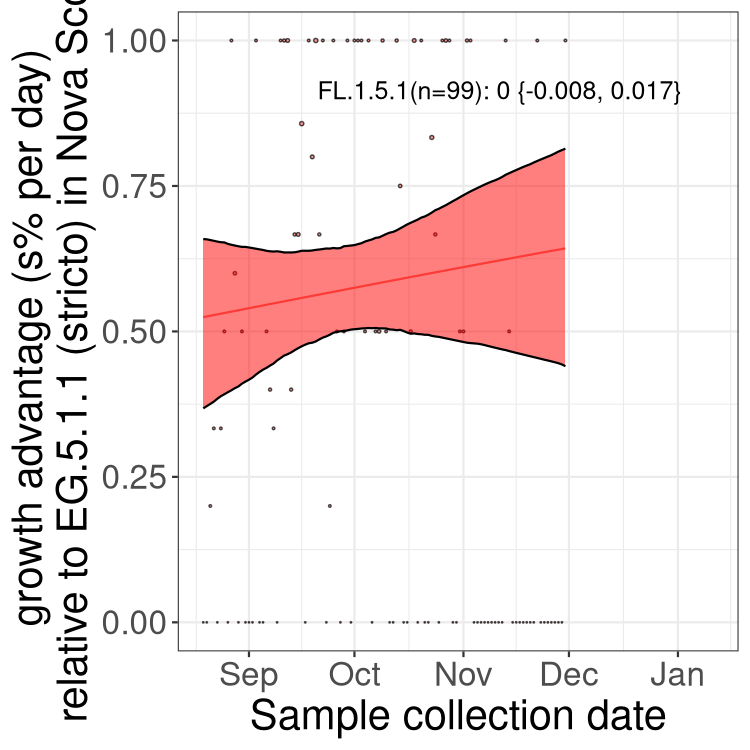 growth advantage (s% per day)
relative to EG.5.1.1 (stricto) in Nova Sco
1.00
0.75
0.50
0.25
0.00
FL.1.5.1(n=99): 0 {-0.008, 0.017}
Sep Oct Nov Dec Jan
Sample collection date